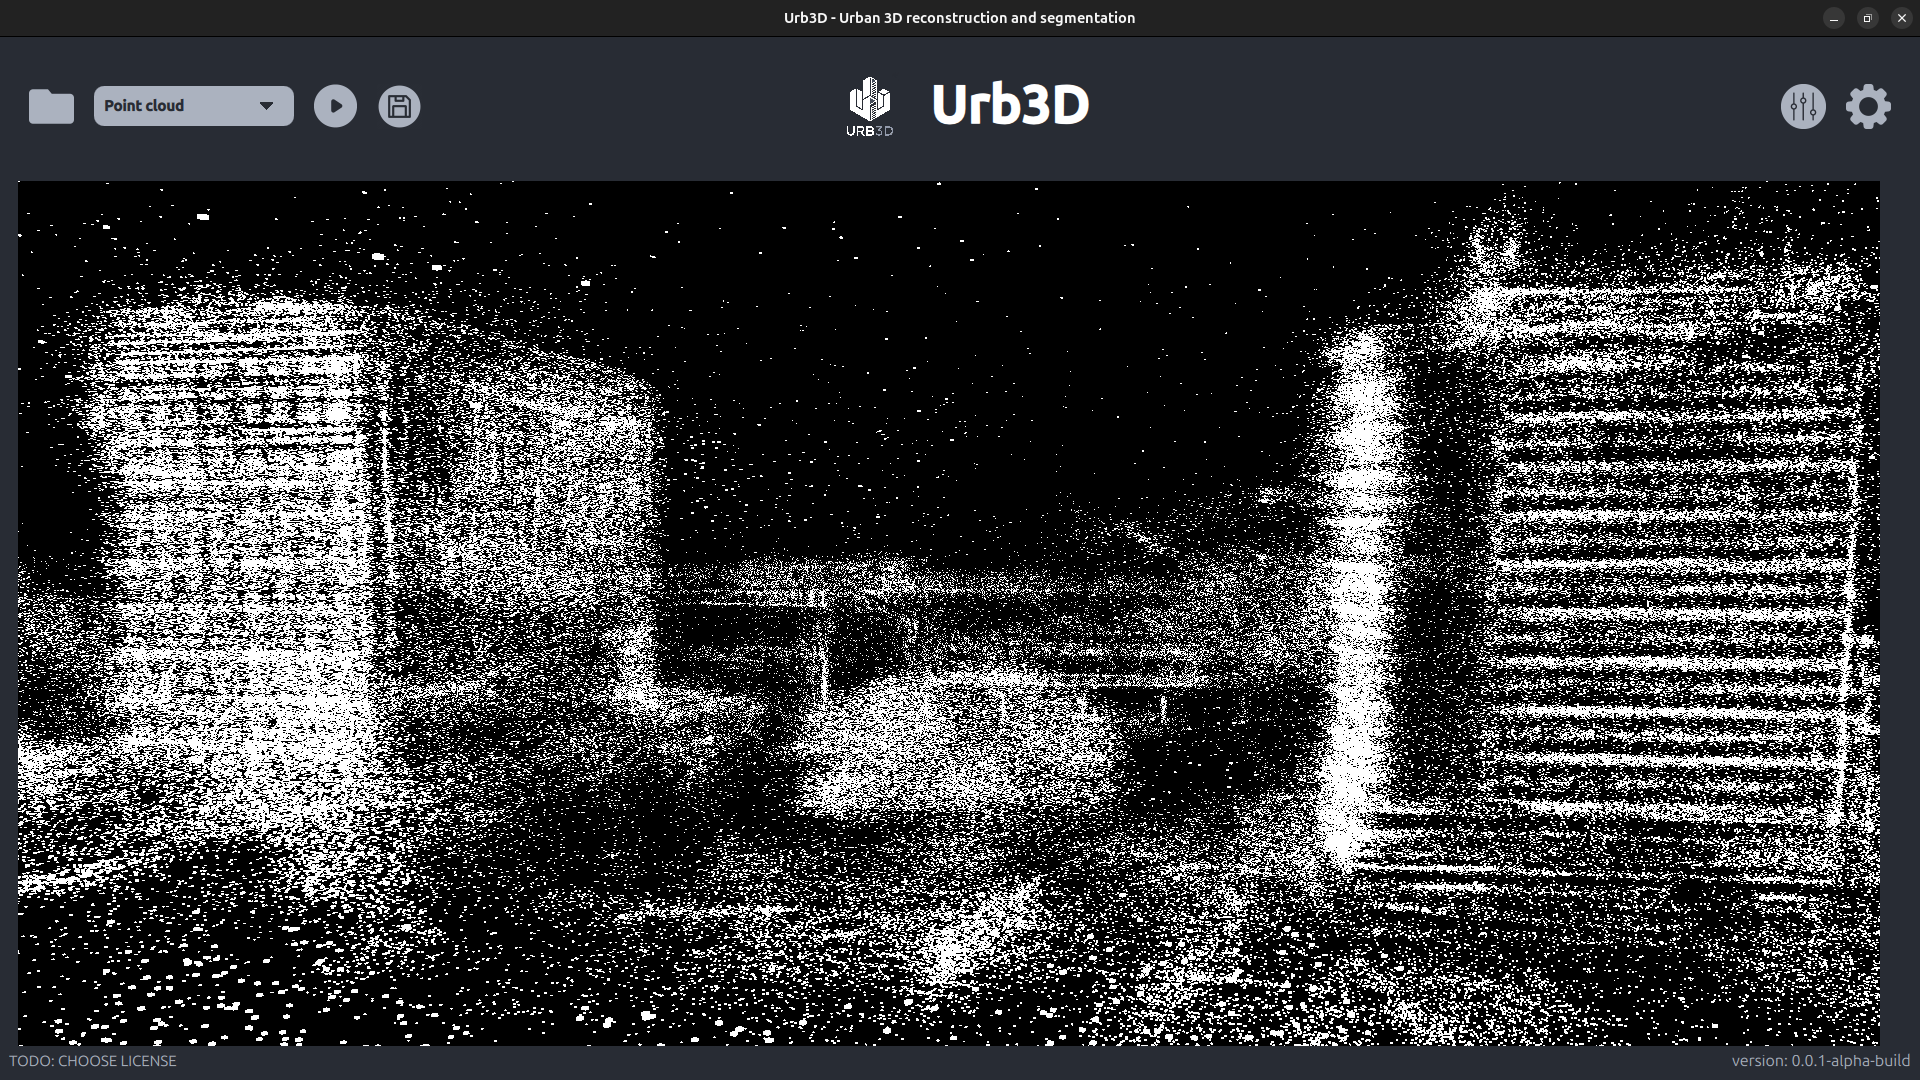 Urb3D - Urban 3D reconstruction and segmentation
Point cloud
URB3D
Urb3D
TODO: CHOOSE LICENSE
version: 0.0.1-alpha-build